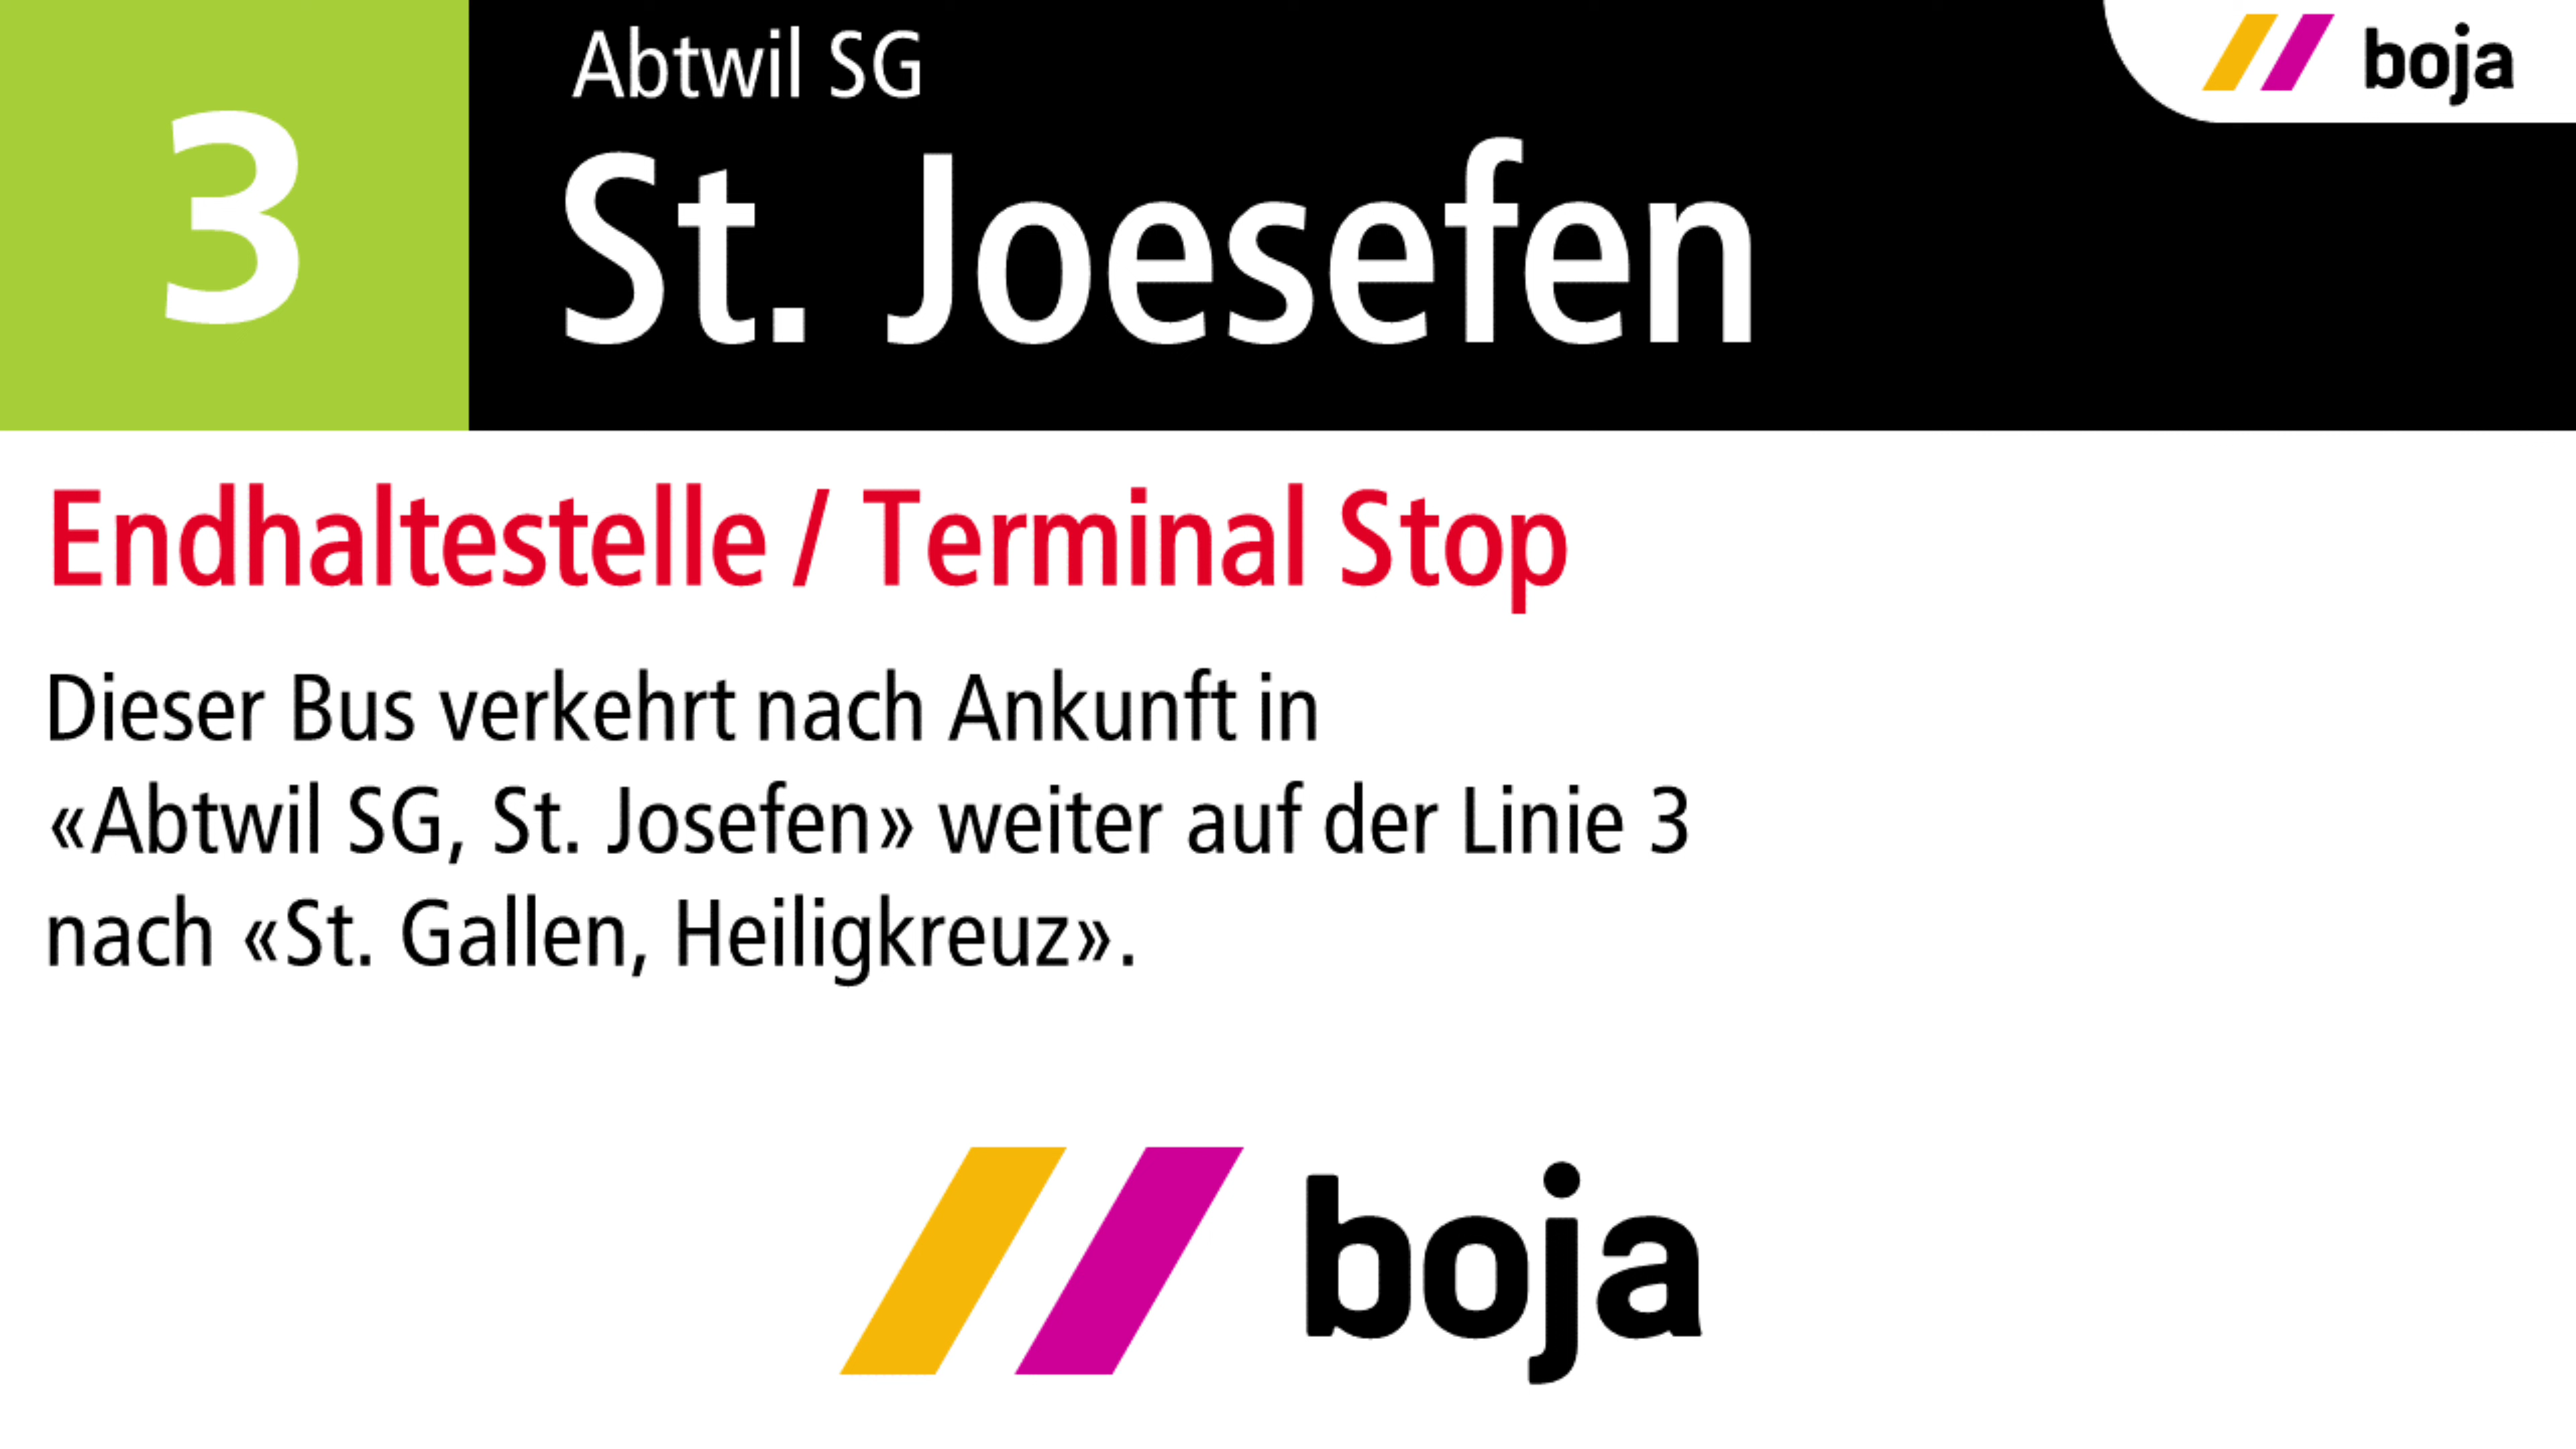 3
Abtwil SG
St. Joesefen
boja
Endhaltestelle / Terminal Stop
Dieser Bus verkehrt nach Ankunft in
«Abtwil SG, St. Josefen» weiter auf der Linie 3
nach «St. Gallen, Heiligkreuz».
boja